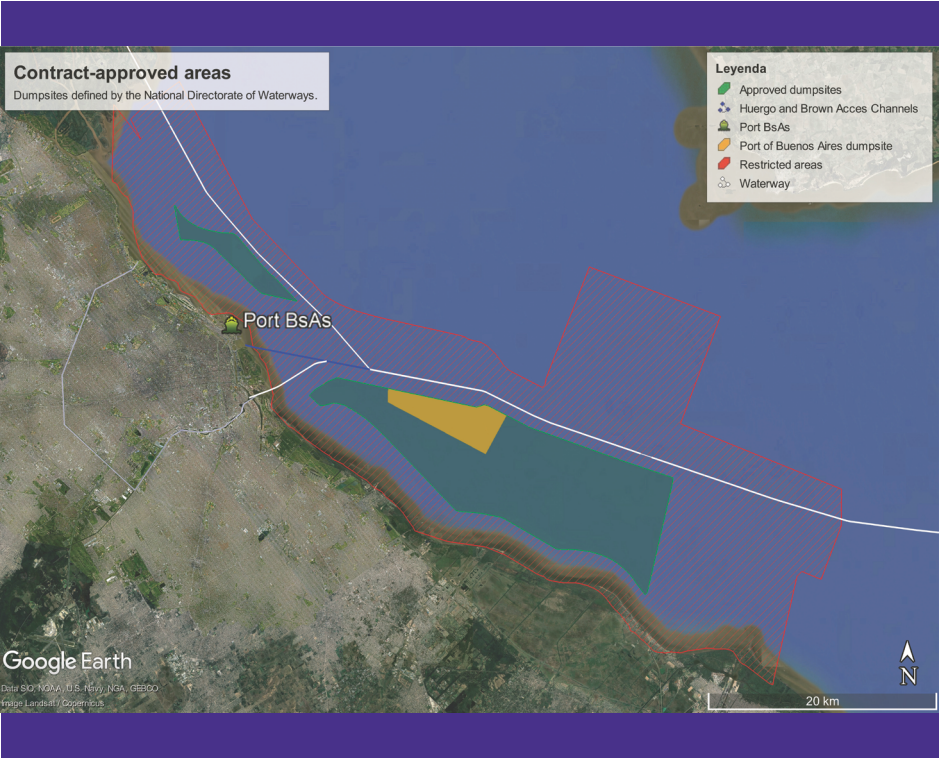 Contract-approved areas
Dumpsites defined by the National Directorate of Waterways.
Leyenda
Approved dumpsites
Huergo and Brown Acces Channels
Port BsAs
Port of Buenos Aires dumpsite
Restricted areas
Waterway
Port BsAs
Google Earth
Data SIO, NOAA, U.S. Navy, NGA, GEBCO
Image Landsat / Copernicus
N
20 km